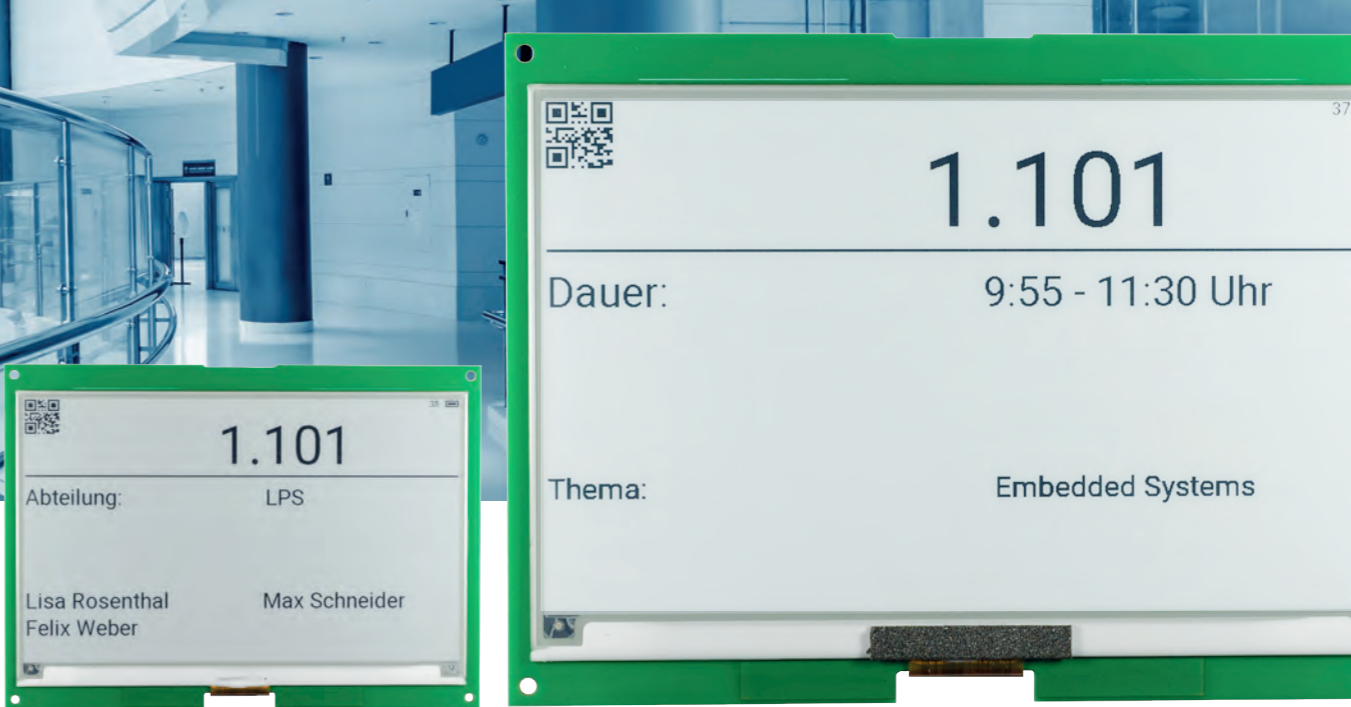 37
1.101
Dauer: 9:55 - 11:30 Uhr
Thema: Embedded Systems
1.101
Abteilung: LPS
Lisa Rosenthal Max Schneider
Felix Weber